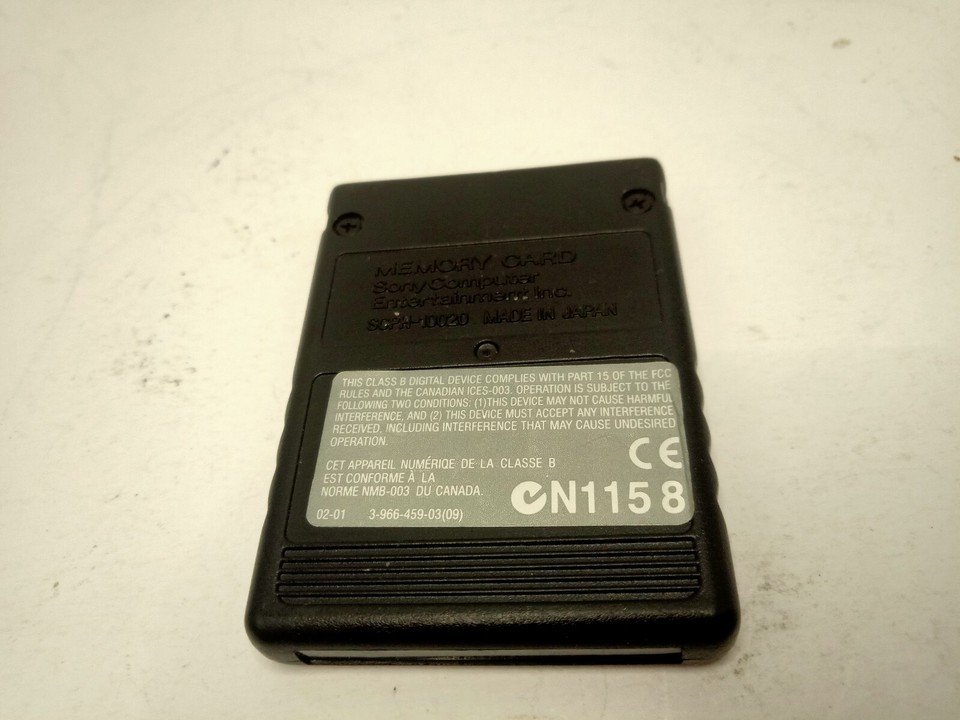 MEMORY CARD
Sony Computer
Entertainment Inc.
SCPH-10020 MADE IN JAPAN
THIS CLASS B DIGITAL DEVICE COMPLIES WITH PART 15 OF THE FCC
RULES AND THE CANADIAN ICES-003. OPERATION IS SUBJECT TO THE
FOLLOWING TWO CONDITIONS: (1)THIS DEVICE MAY NOT CAUSE HARMFUL
INTERFERENCE, AND (2) THIS DEVICE MUST ACCEPT ANY INTERFERENCE
RECEIVED, INCLUDING INTERFERENCE THAT MAY CAUSE UNDESIRED
OPERATION.
CE
CET APPAREIL NUMÉRIQE DE LA CLASSE B
EST CONFORME À LA
NORME NMB-003 DU CANADA.
N1158
02-01 3-966-459-03(09)